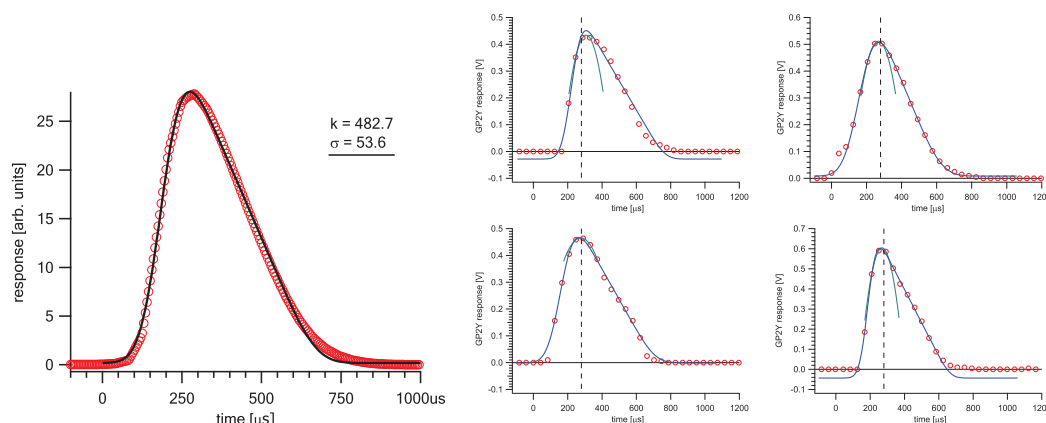 response [arb. units]
25
20
15
10
5
0
k = 482.7
σ = 53.6
0 250 500 750 1000us
time [µs]
GP2Y response [V]
0.5
0.4
0.3
0.2
0.1
0.0
-0.1
0 200 400 600 800 1000 1200
time [µs]
GP2Y response [V]
0.6
0.5
0.4
0.3
0.2
0.1
0.0
0 200 400 600 800 1000 120
time [µs]
GP2Y response [V]
0.5
0.4
0.3
0.2
0.1
0.0
-0.1
0 200 400 600 800 1000 1200
time [µs]
GP2Y response [V]
0.7
0.6
0.5
0.4
0.3
0.2
0.1
0.0
-0.1
0 200 400 600 800 1000 120
time [µs]